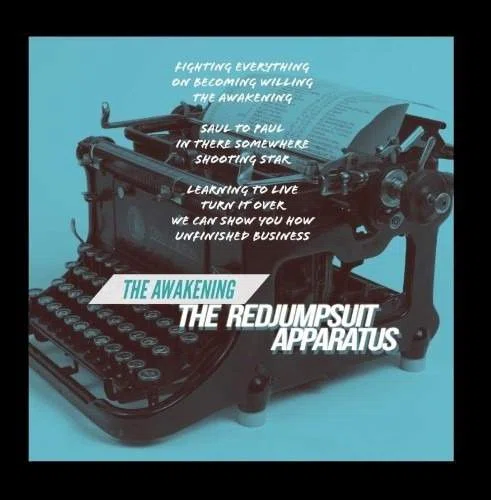 FIGHTING EVERYTHING
ON BECOMING WILLING
THE AWAKENING
SAUL TO PAUL
IN THERE SOMEWHERE
SHOOTING STAR
LEARNING TO LIVE
TURN IT OVER
WE CAN SHOW YOU HOW
UNFINISHED BUSINESS
THE AWAKENING
THE REDJUMPSUIT
APPARATUS